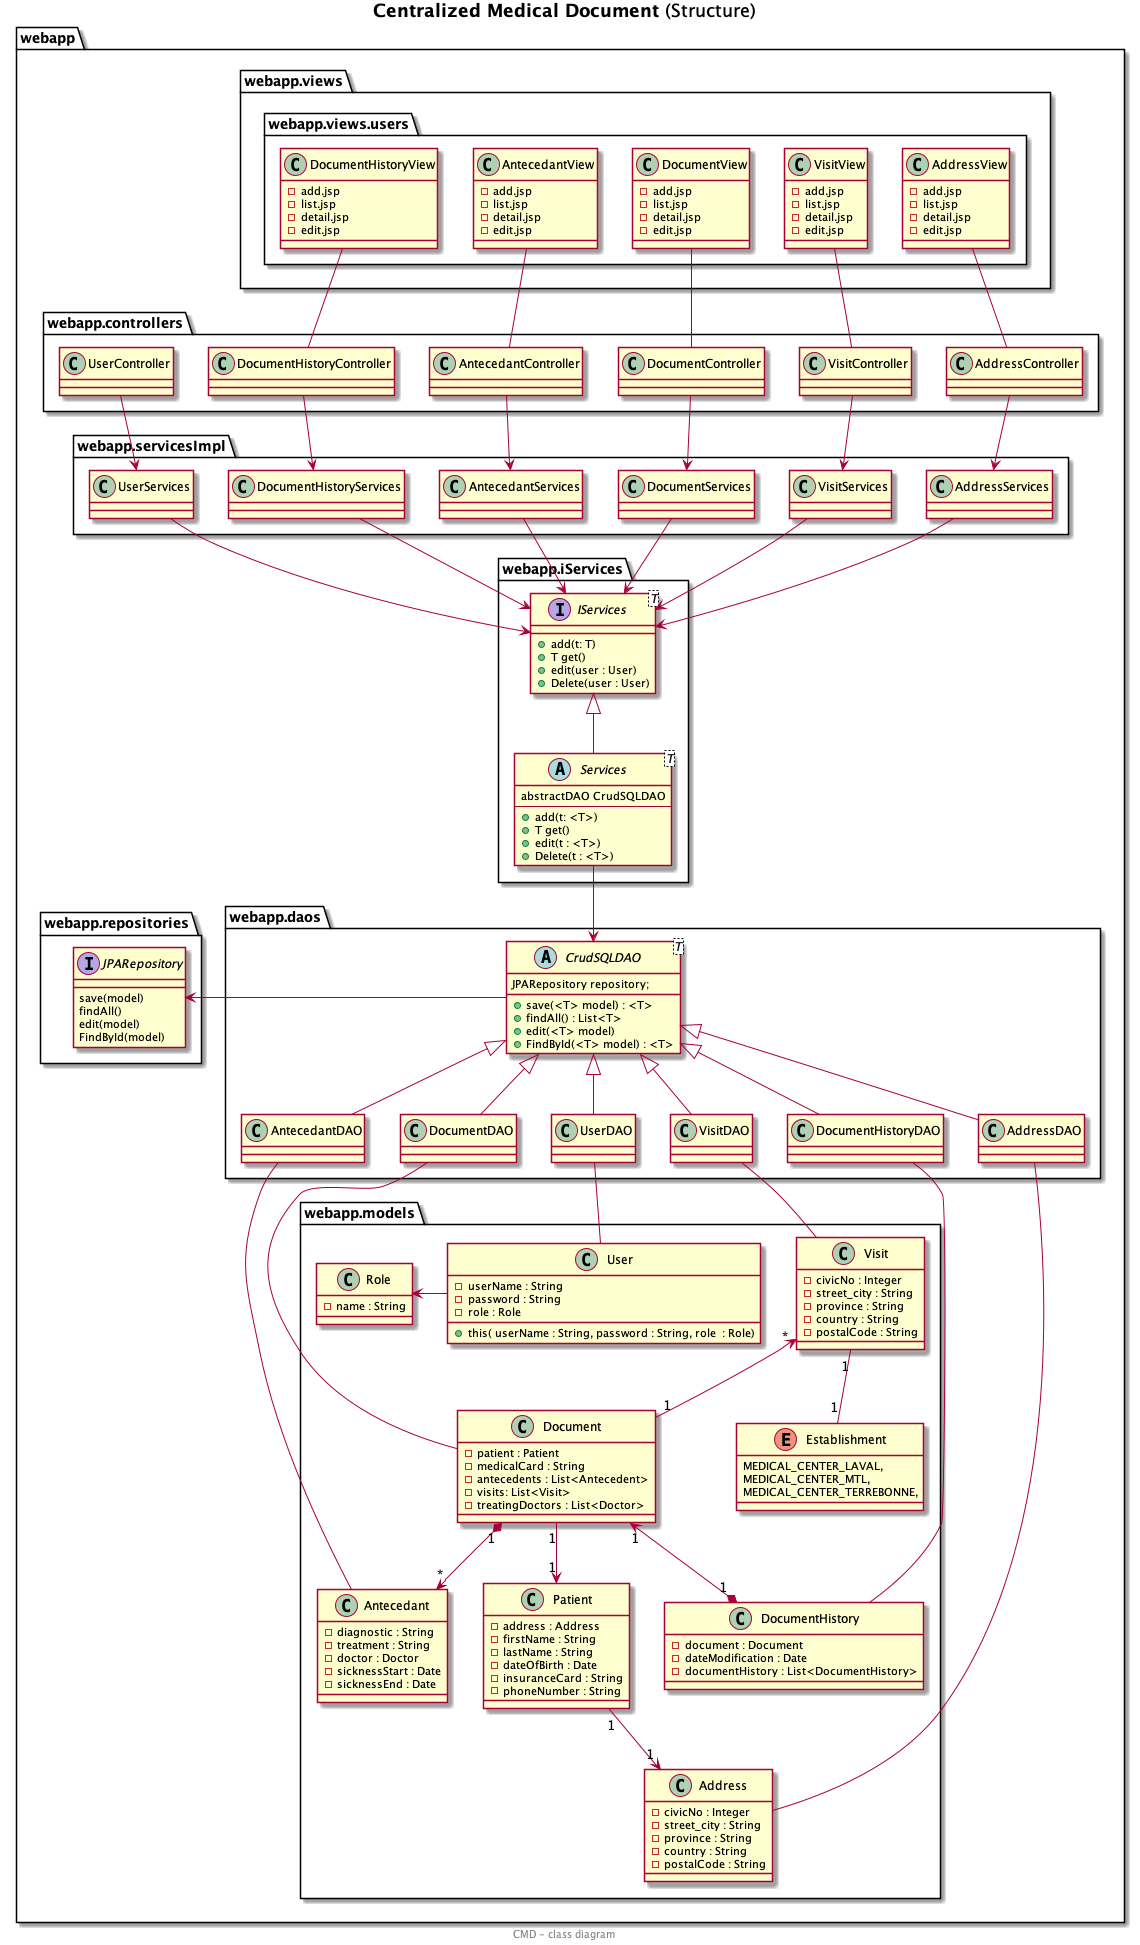 Centralized Medical Document (Structure)
webapp
webapp.views
webapp.views.users
C DocumentHistoryView
add.jsp
list.jsp
detail.jsp
edit.jsp
C AntecedantView
add.jsp
list.jsp
detail.jsp
edit.jsp
C DocumentView
add.jsp
list.jsp
detail.jsp
edit.jsp
C VisitView
add.jsp
list.jsp
detail.jsp
edit.jsp
C AddressView
add.jsp
list.jsp
detail.jsp
edit.jsp
webapp.controllers
C UserController
C DocumentHistoryController
C AntecedantController
C DocumentController
C VisitController
C AddressController
webapp.servicesImpl
C UserServices
C DocumentHistoryServices
C AntecedantServices
C DocumentServices
C VisitServices
C AddressServices
webapp.iServices
I IServices T
add(t: T)
T get()
edit(user : User)
Delete(user : User)
A Services T
abstractDAO CrudSQLDAO
add(t: <T>)
T get()
edit(t : <T>)
Delete(t : <T>)
webapp.repositories
I JPARepository
save(model)
findAll()
edit(model)
FindById(model)
webapp.daos
A CrudSQLDAO T
JPARepository repository;
save(<T> model) : <T>
findAll() : List<T>
edit(<T> model)
FindById(<T> model) : <T>
C AntecedantDAO
C DocumentDAO
C UserDAO
C VisitDAO
C DocumentHistoryDAO
C AddressDAO
webapp.models
C Role
name : String
C User
userName : String
password : String
role : Role
this( userName : String, password : String, role  : Role)
C Visit
civicNo : Integer
street_city : String
province : String
country : String
postalCode : String
*
1
1
1
C Document
patient : Patient
medicalCard : String
antecedents : List<Antecedent>
visits: List<Visit>
treatingDoctors : List<Doctor>
E Establishment
MEDICAL_CENTER_LAVAL,
MEDICAL_CENTER_MTL,
MEDICAL_CENTER_TERREBONNE,
1
1
1
*
1
1
C Antecedant
diagnostic : String
treatment : String
doctor : Doctor
sicknessStart : Date
sicknessEnd : Date
C Patient
address : Address
firstName : String
lastName : String
dateOfBirth : Date
insuranceCard : String
phoneNumber : String
C DocumentHistory
document : Document
dateModification : Date
documentHistory : List<DocumentHistory>
1
1
C Address
civicNo : Integer
street_city : String
province : String
country : String
postalCode : String
CMD - class diagram